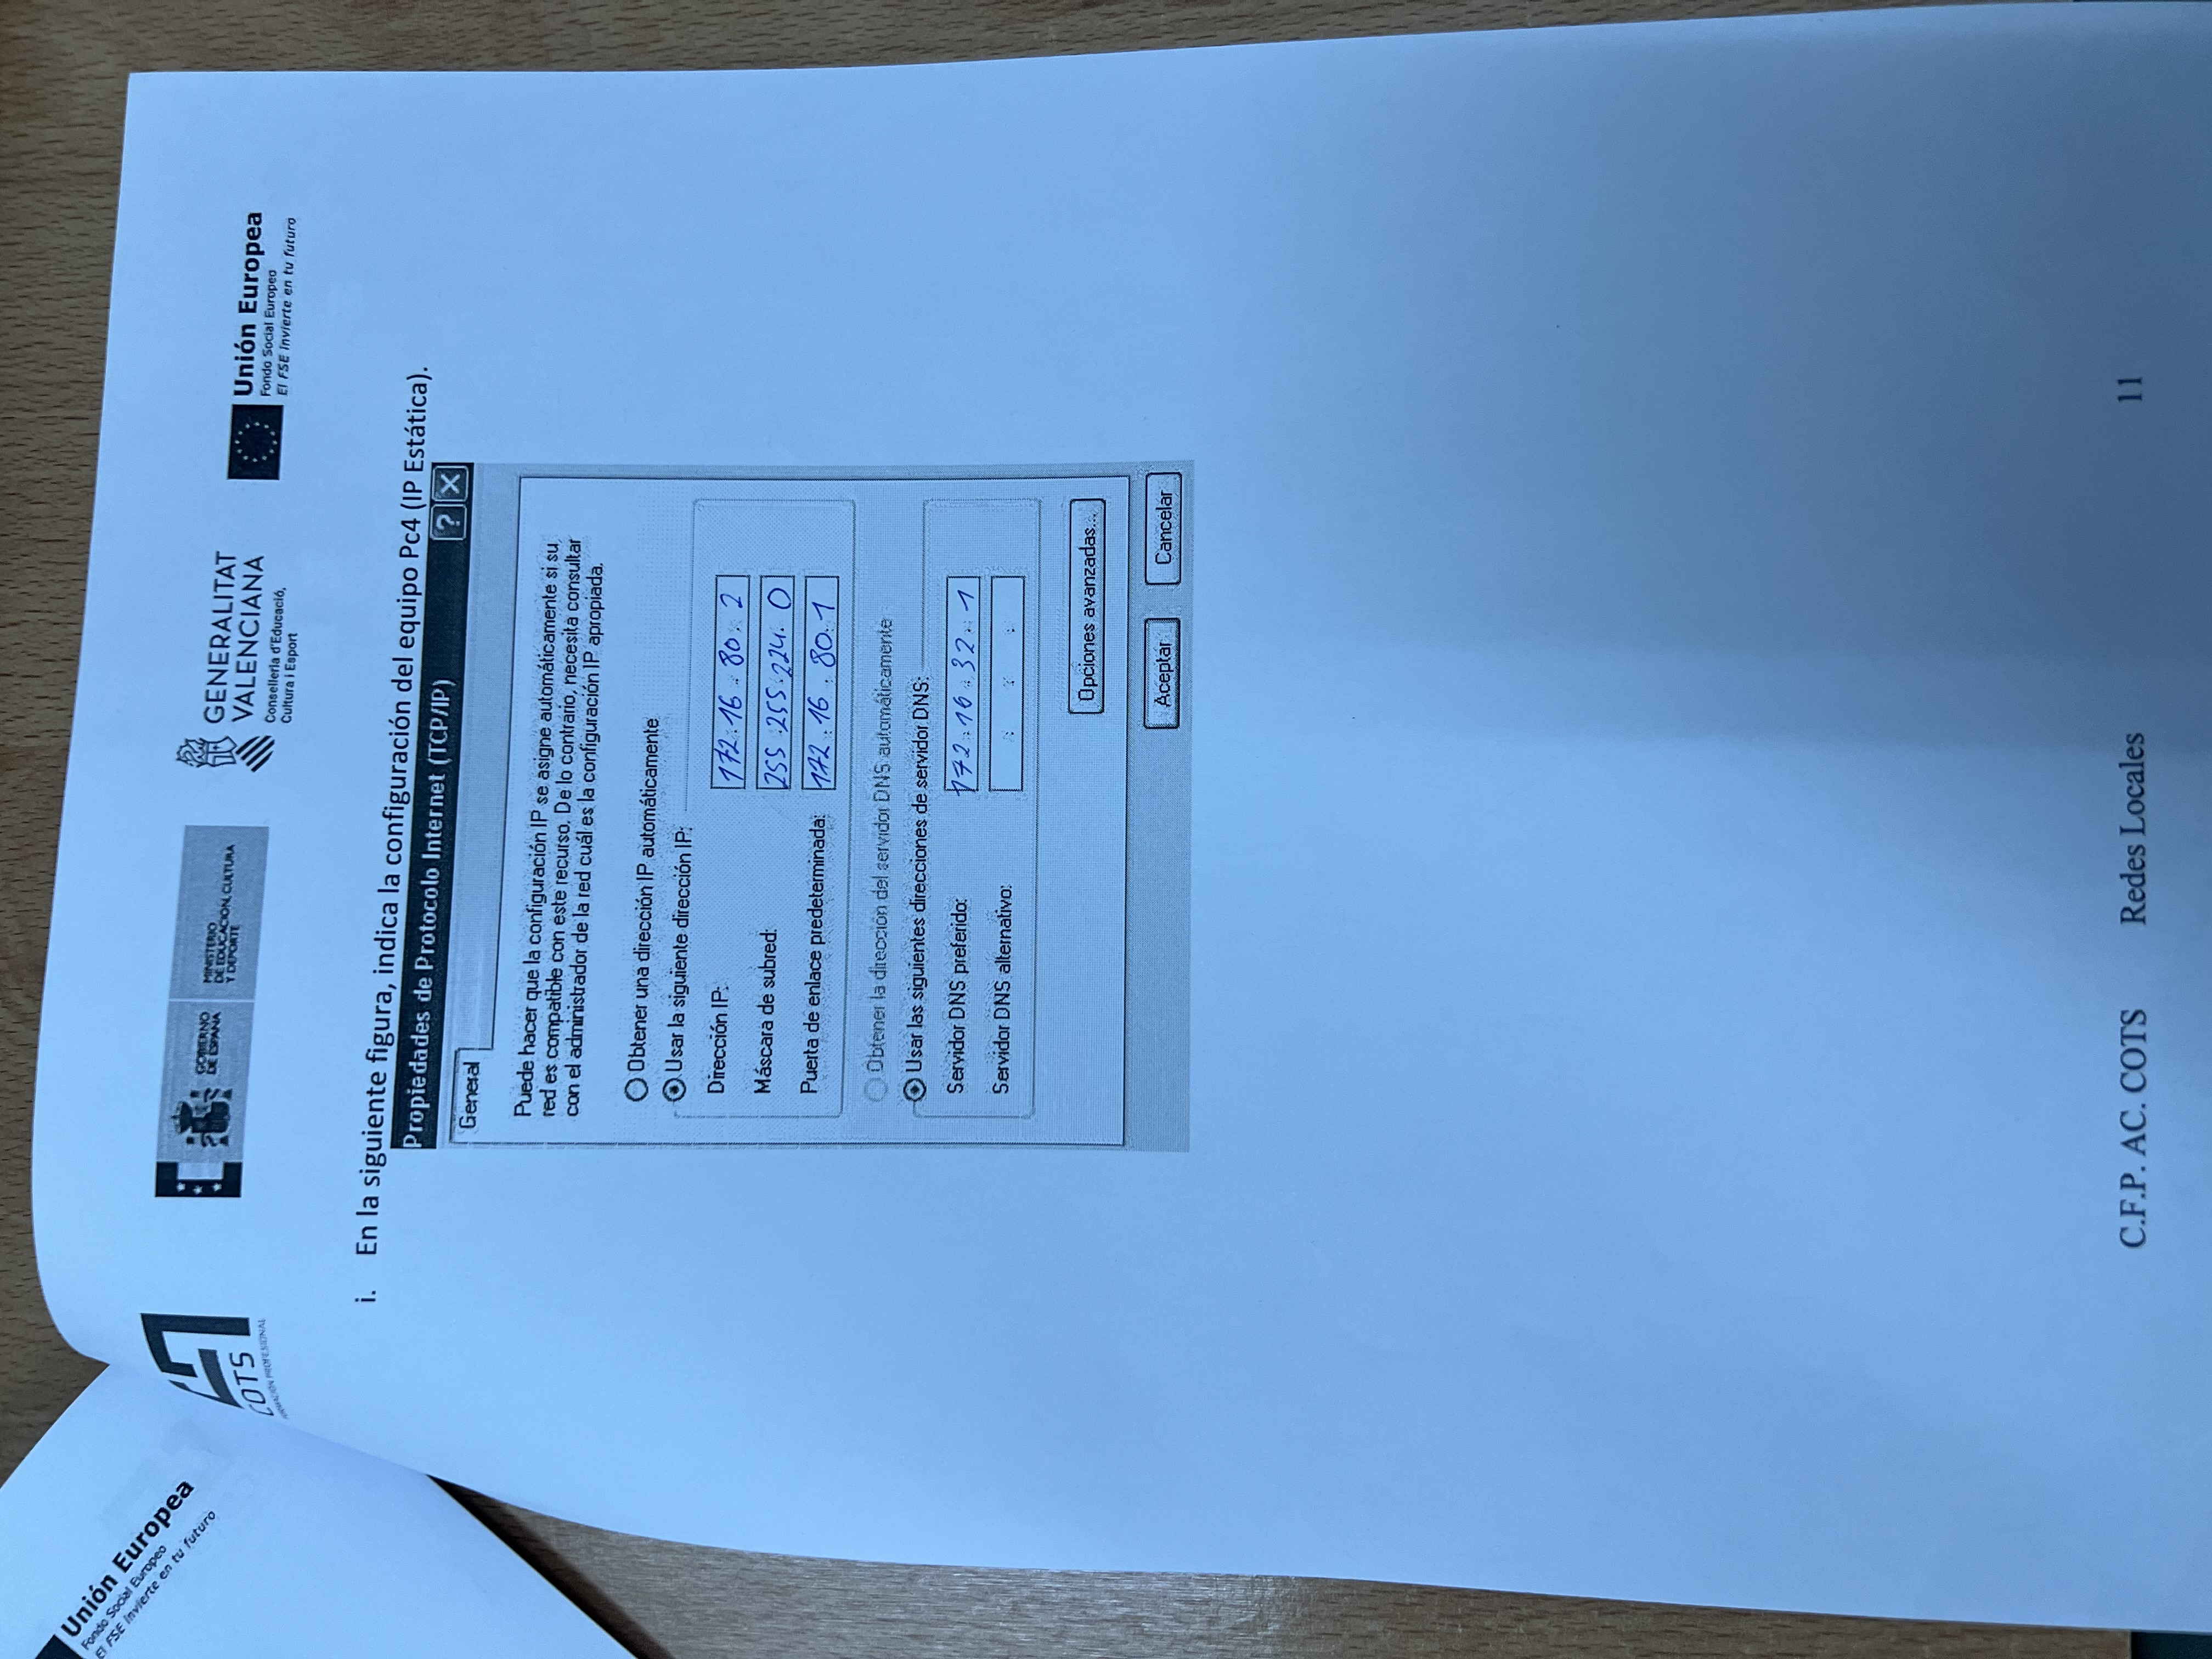 Unión Europea
Fondo Social Europeo
El FSE invierte en tu futuro
COTS
FORMACIÓN PROFESIONAL
GOBIERNO
DE ESPAÑA
MINISTERIO
DE EDUCACIÓN, CULTURA
Y DEPORTE
GENERALITAT
VALENCIANA
Conselleria d'Educació,
Cultura i Esport
Unión Europea
Fondo Social Europeo
El FSE invierte en tu futuro
i. En la siguiente figura, indica la configuración del equipo Pc4 (IP Estática).
Propiedades de Protocolo Internet (TCP/IP)
General
Puede hacer que la configuración IP se asigne automáticamente si su
red es compatible con este recurso. De lo contrario, necesita consultar
con el administrador de la red cuál es la configuración IP apropiada.
Obtener una dirección IP automáticamente
Usar la siguiente dirección IP:
Dirección IP: 172.16.80.2
Máscara de subred: 255.255.224.0
Puerta de enlace predeterminada: 172.16.80.1
Obtener la dirección del servidor DNS automáticamente
Usar las siguientes direcciones de servidor DNS:
Servidor DNS preferido: 172.16.32.1
Servidor DNS alternativo:
Opciones avanzadas...
Aceptar Cancelar
C.F.P. AC. COTS Redes Locales 11